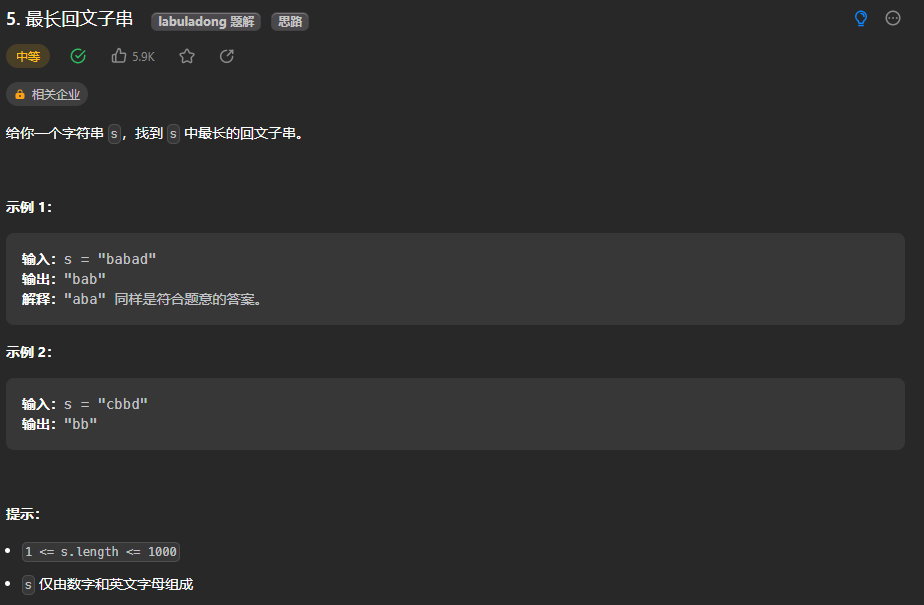 5. 最长回文子串 labuladong 题解 思路
中等 5.9K
相关企业
给你一个字符串 s，找到 s 中最长的回文子串。
示例 1：
输入：s = "babad"
输出："bab"
解释："aba" 同样是符合题意的答案。
示例 2：
输入：s = "cbbd"
输出："bb"
提示：
1 <= s.length <= 1000
s 仅由数字和英文字母组成